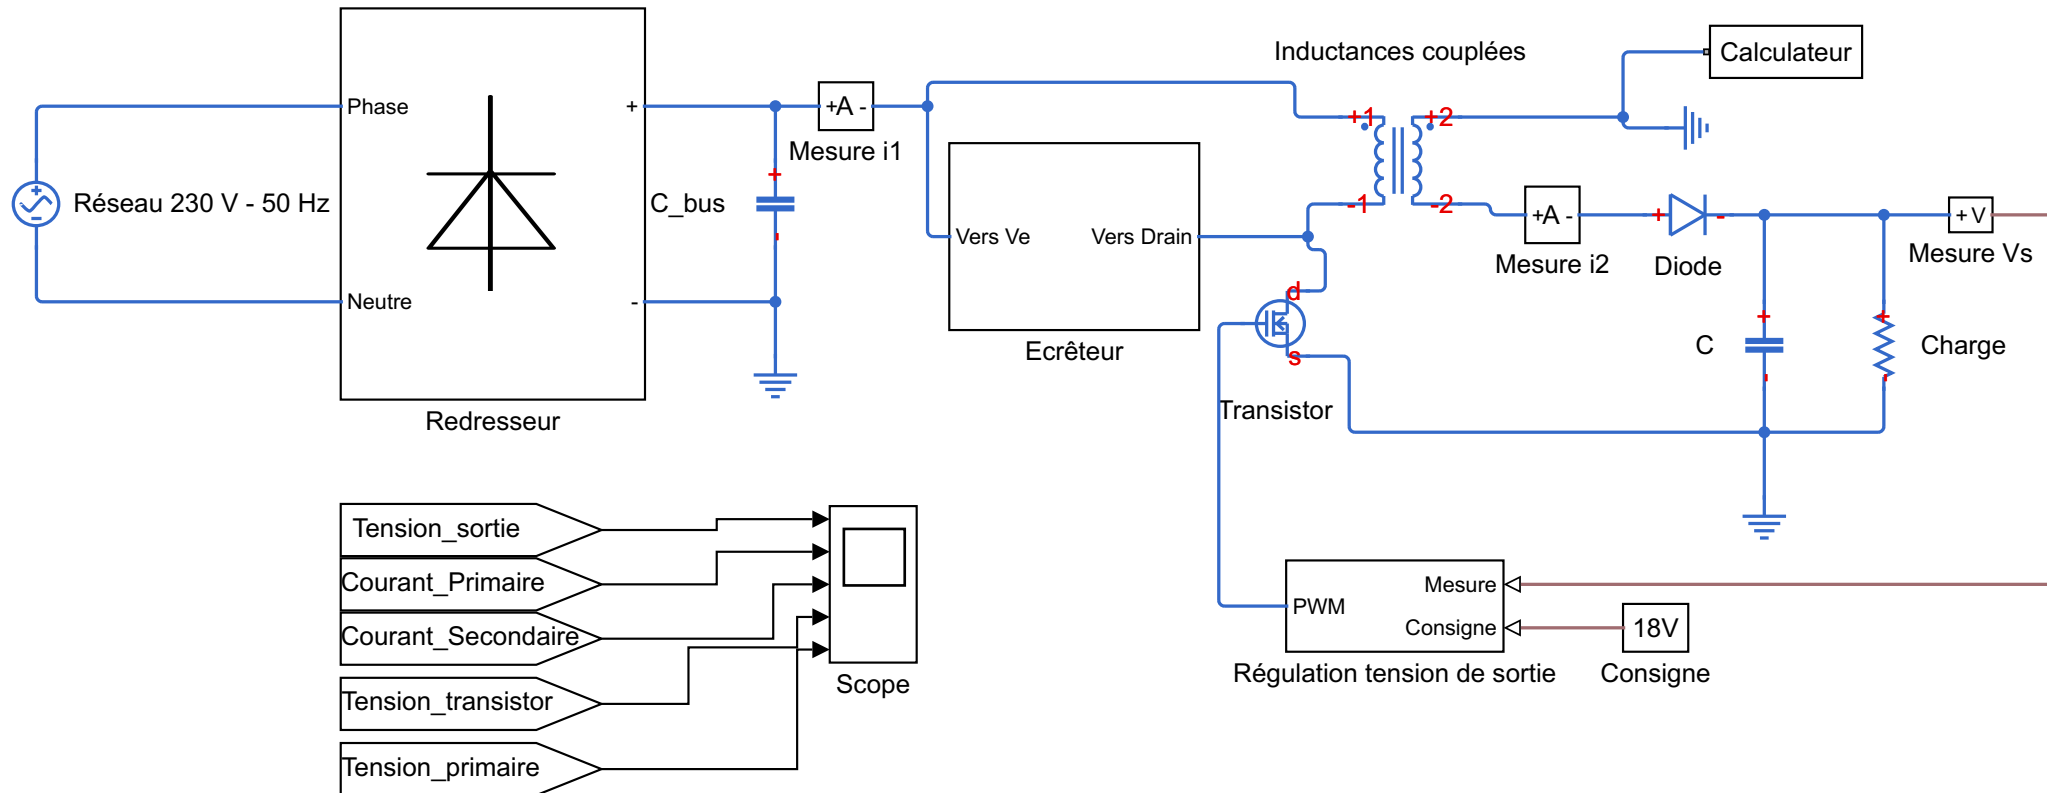 Inductances couplées
Calculateur
Phase
+
+A -
+1
+2
Mesure i1
Réseau 230 V - 50 Hz
C_bus
+
-
-1
-2
+A -
+
-
+ V
Vers Ve
Vers Drain
Mesure i2
Diode
Mesure Vs
Neutre
-
d
s
Ecrêteur
+
-
C
+
-
Charge
Redresseur
Transistor
Tension_sortie
Courant_Primaire
Courant_Secondaire
Tension_transistor
Tension_primaire
Scope
Mesure
PWM
Consigne
18V
Régulation tension de sortie
Consigne